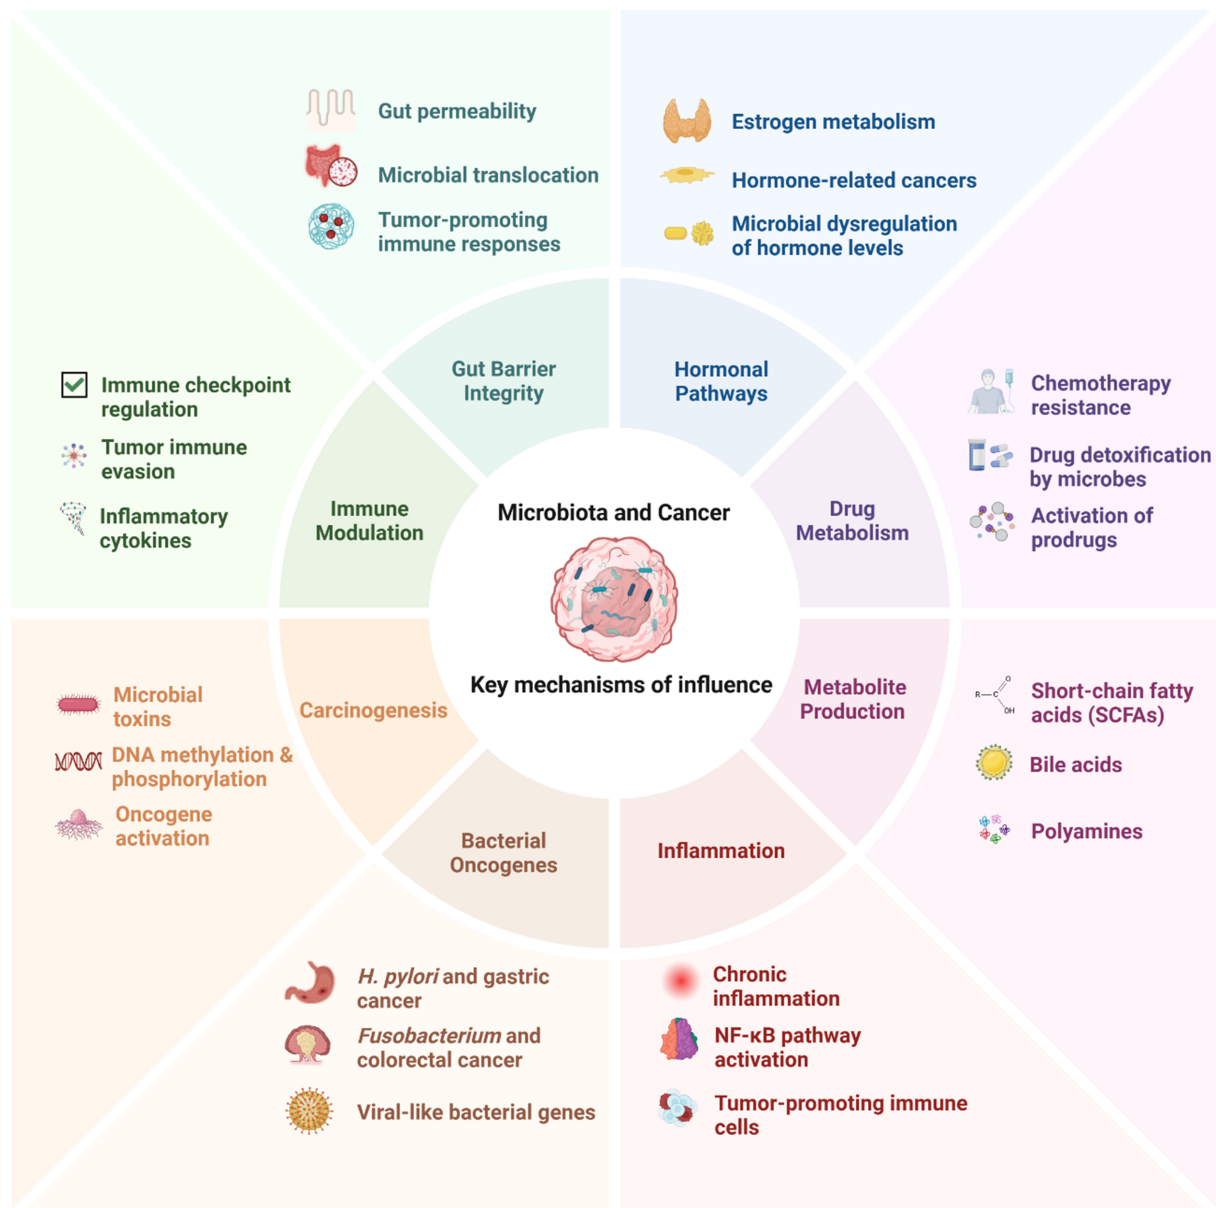 Gut permeability
Microbial translocation
Tumor-promoting
immune responses
Gut Barrier
Integrity
Estrogen metabolism
Hormone-related cancers
Microbial dysregulation
of hormone levels
Hormonal
Pathways
Chemotherapy
resistance
Drug detoxification
by microbes
Activation of
prodrugs
Drug
Metabolism
Short-chain fatty
acids (SCFAs)
Bile acids
Polyamines
R
C
O
OH
Metabolite
Production
Inflammation
Chronic
inflammation
NF-κB pathway
activation
Tumor-promoting immune
cells
Bacterial
Oncogenes
H. pylori and gastric
cancer
Fusobacterium and
colorectal cancer
Viral-like bacterial genes
Carcinogenesis
Microbial
toxins
DNA methylation &
phosphorylation
Oncogene
activation
Immune
Modulation
Immune checkpoint
regulation
Tumor immune
evasion
Inflammatory
cytokines
Microbiota and Cancer
Key mechanisms of influence